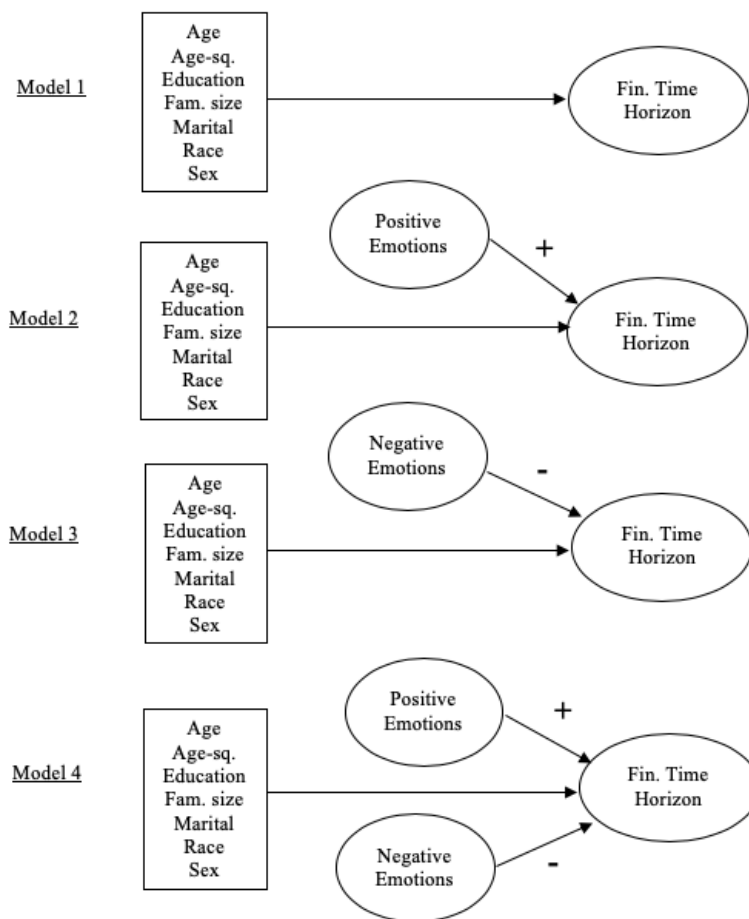 Model 1
Age
Age-sq.
Education
Fam. size
Marital
Race
Sex
Fin. Time
Horizon
Model 2
Age
Age-sq.
Education
Fam. size
Marital
Race
Sex
Positive
Emotions
+
Fin. Time
Horizon
Model 3
Age
Age-sq.
Education
Fam. size
Marital
Race
Sex
Negative
Emotions
-
Fin. Time
Horizon
Model 4
Age
Age-sq.
Education
Fam. size
Marital
Race
Sex
Positive
Emotions
+
Negative
Emotions
-
Fin. Time
Horizon